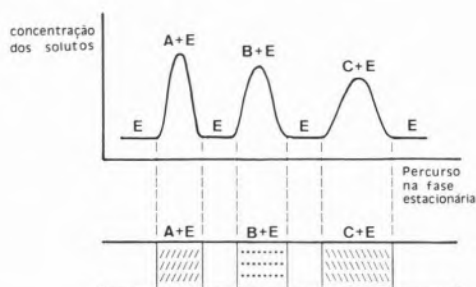 concentração
dos solutos
A+E
B+E
C+E
E
E
E
E
Percurso
na fase
estacionária
A+E
B+E
C+E